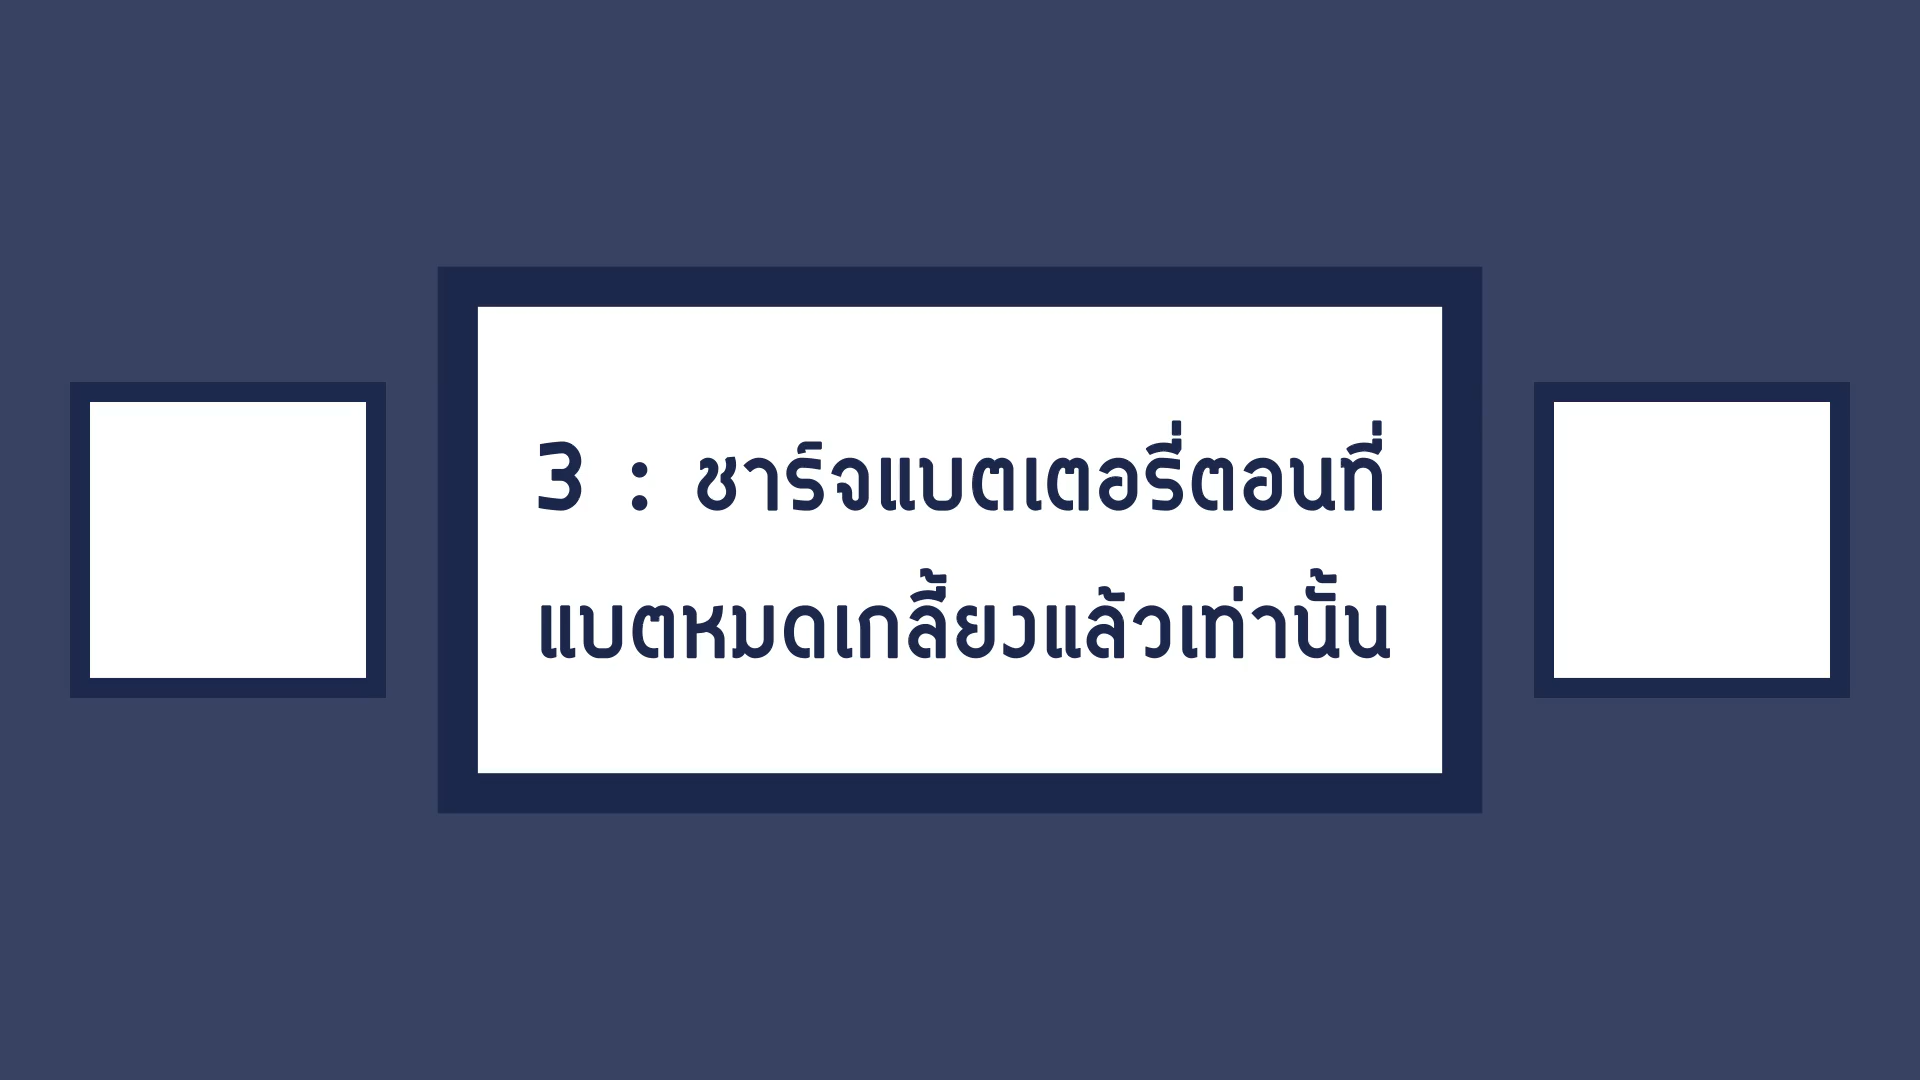 3 : ชาร์จแบตเตอรี่ตอนที่
แบตหมดเกลี้ยงแล้วเท่านั้น